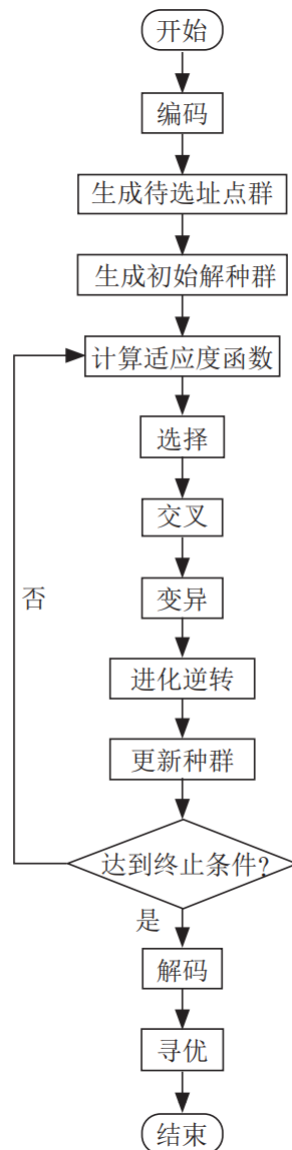 开始
编码
生成待选址点群
生成初始解种群
计算适应度函数
选择
交叉
否
变异
进化逆转
更新种群
达到终止条件?
是
解码
寻优
结束